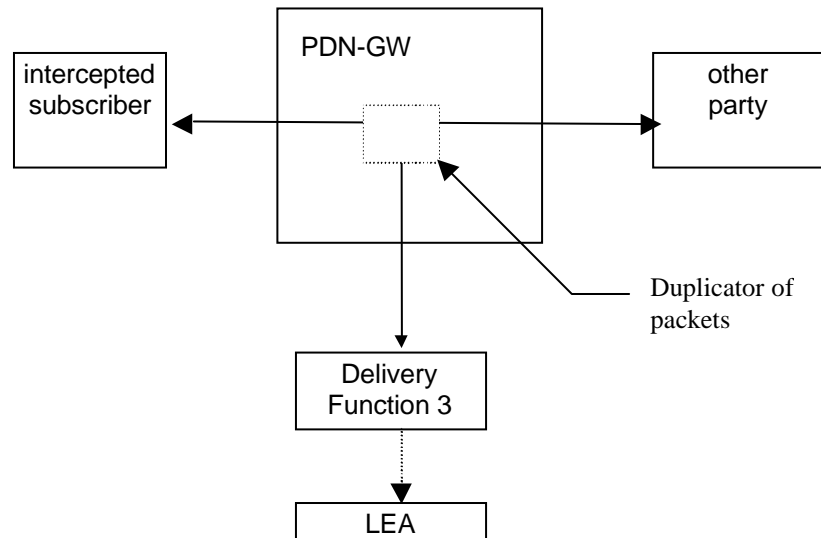 PDN-GW
intercepted
subscriber
other
party
Duplicator of
packets
Delivery
Function 3
LEA